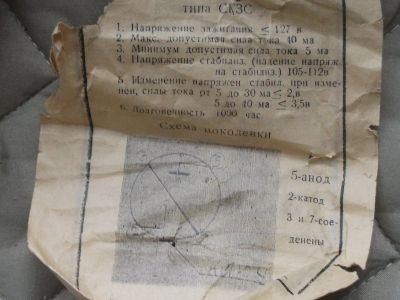 типа СК3С
1. Напряжение зажигания ≤ 127 в
2. Макс. допустимая сила тока 40 ма
3. Минимум допустимая сила тока 5 ма
4. Напряжение стабилиз. (падение напряж.
на стабилиз.) 105-112в
5 Изменение напряжен стабил, при изме-
нен, силы тока от 5 до 30 ма ≤ 2,в
5 до 40 ма ≤ 3,5в
6. Долговечность 1000 час.
Схема цоколевки
5-анод
2-катод
3 и 7-сое-
денены